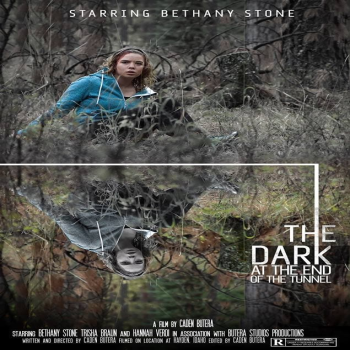 STARRING BETHANY STONE
THE
DARK
AT THE END
OF THE TUNNEL
A FILM BY CADEN BUTERA
STARRING BETHANY STONE TRISHA BRAUN AND HANNAH VERDI IN ASSOCIATION WITH BUTERA STUDIOS PRODUCTIONS
WRITTEN AND DIRECTED BY CADEN BUTERA FILMED ON LOCATION AT HAYDEN, IDAHO EDITED BY CADEN BUTERA
R